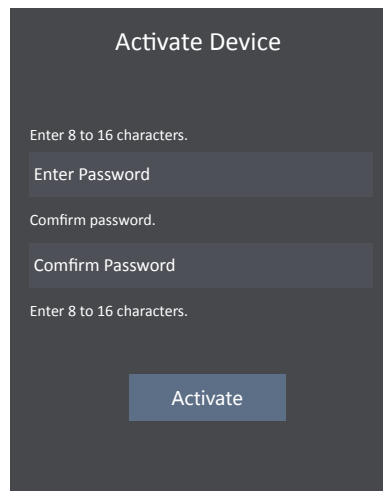 Activate Device
Enter 8 to 16 characters.
Enter Password
Comfirm password.
Comfirm Password
Enter 8 to 16 characters.
Activate